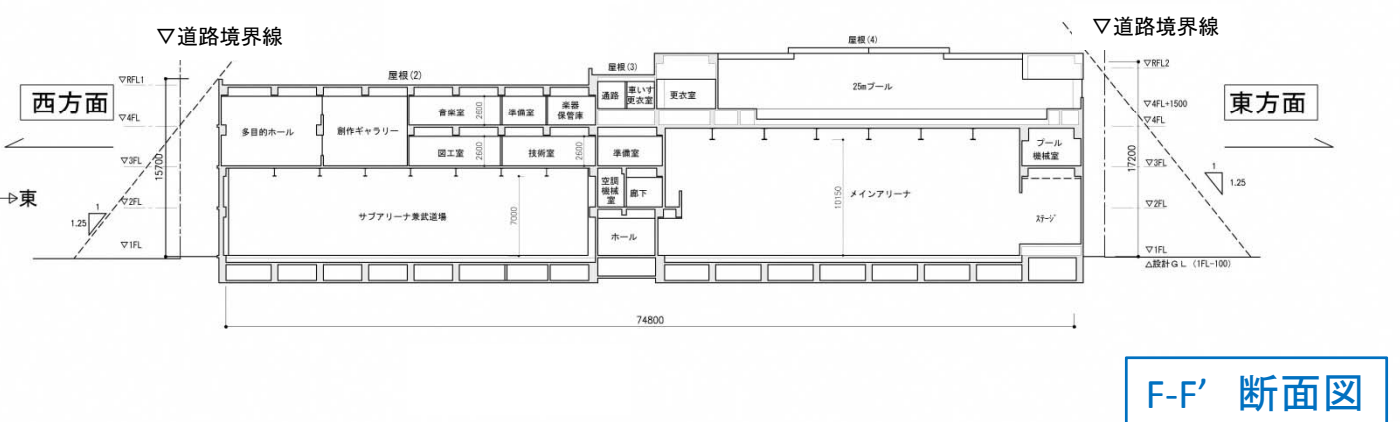 ▽道路境界線
▽道路境界線
屋根(4)
屋根(3)
屋根(2)
▽RFL1
▽4FL
▽3FL
▽2FL
▽1FL
西方面
東
15700
1
1.25
多目的ホール
創作ギャラリー
音楽室
2600
準備室
楽器
保管庫
図工室
2600
技術室
2600
準備室
通路
車いす
更衣室
更衣室
25mプール
サブアリーナ兼武道場
7000
空調
機械
室
廊下
ホール
メインアリーナ
10150
プール
機械室
ステージ
▽RFL2
▽4FL+1500
▽4FL
▽3FL
▽2FL
▽1FL
△設計GL (1FL-100)
17200
東方面
1
1.25
74800
F-F' 断面図